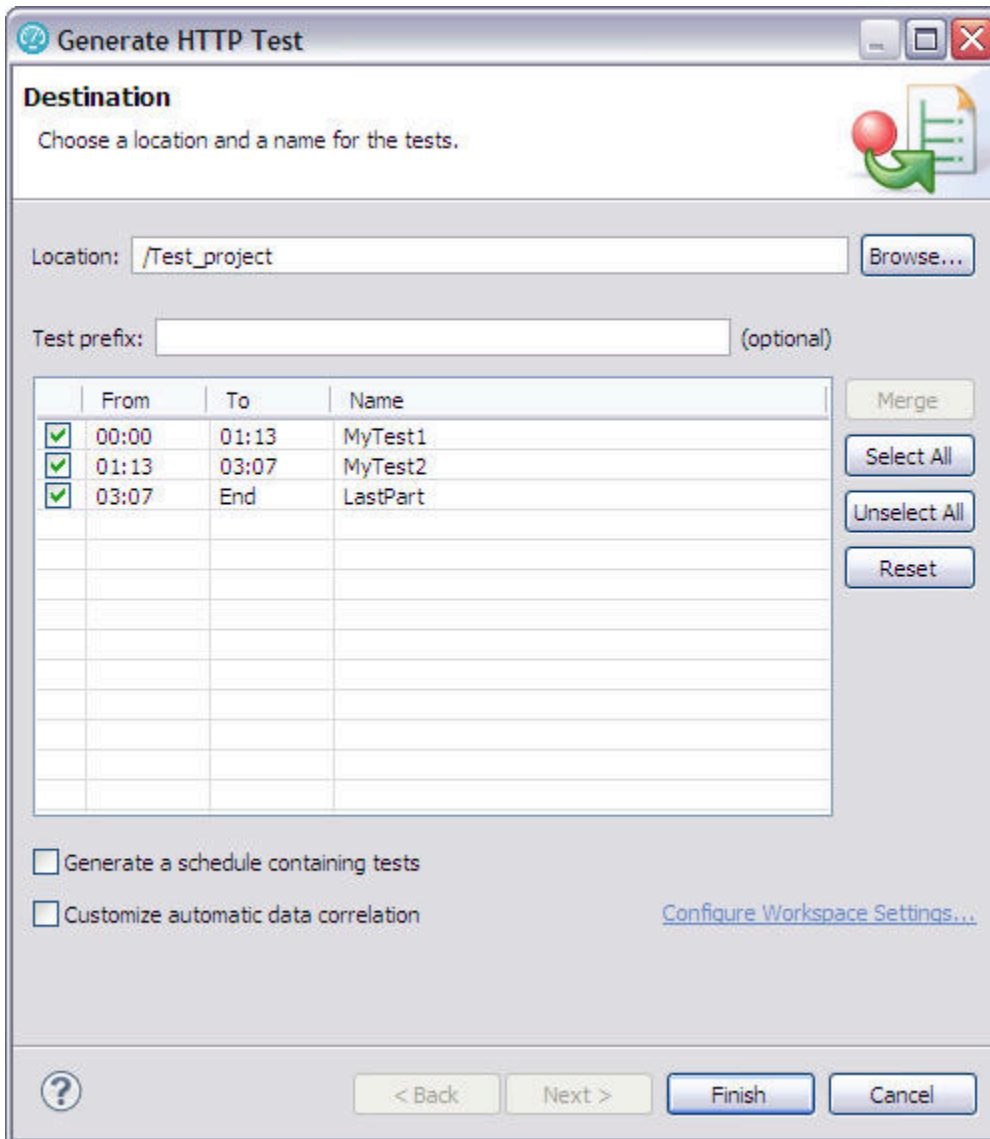 Generate HTTP Test
Destination
Choose a location and a name for the tests.
Location: /Test_project Browse...
Test prefix: (optional)
From To Name Merge
00:00 01:13 MyTest1
01:13 03:07 MyTest2 Select All
03:07 End LastPart
Unselect All
Reset
Generate a schedule containing tests
Customize automatic data correlation Configure Workspace Settings...
? < Back Next > Finish Cancel